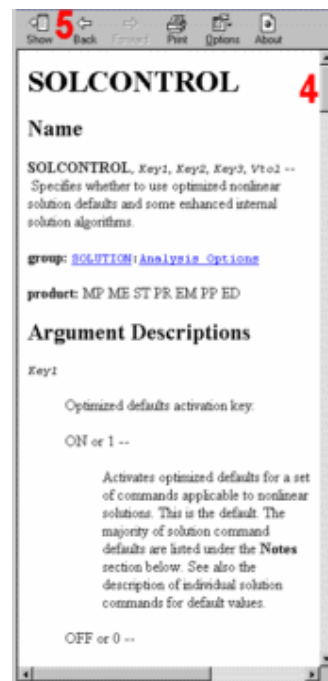 5
Show Back Forward Print Options About
4
SOLCONTROL
Name
SOLCONTROL, Key1, Key2, Key3, Vtol --
Specifies whether to use optimized nonlinear
solution defaults and some enhanced internal
solution algorithms.
group: SOLUTION:Analysis Options
product: MP ME ST PR EM PP ED
Argument Descriptions
Key1
Optimized defaults activation key:
ON or 1 --
Activates optimized defaults for a set
of commands applicable to nonlinear
solutions. This is the default. The
majority of solution command
defaults are listed under the Notes
section below. See also the
description of individual solution
commands for default values.
OFF or 0 --